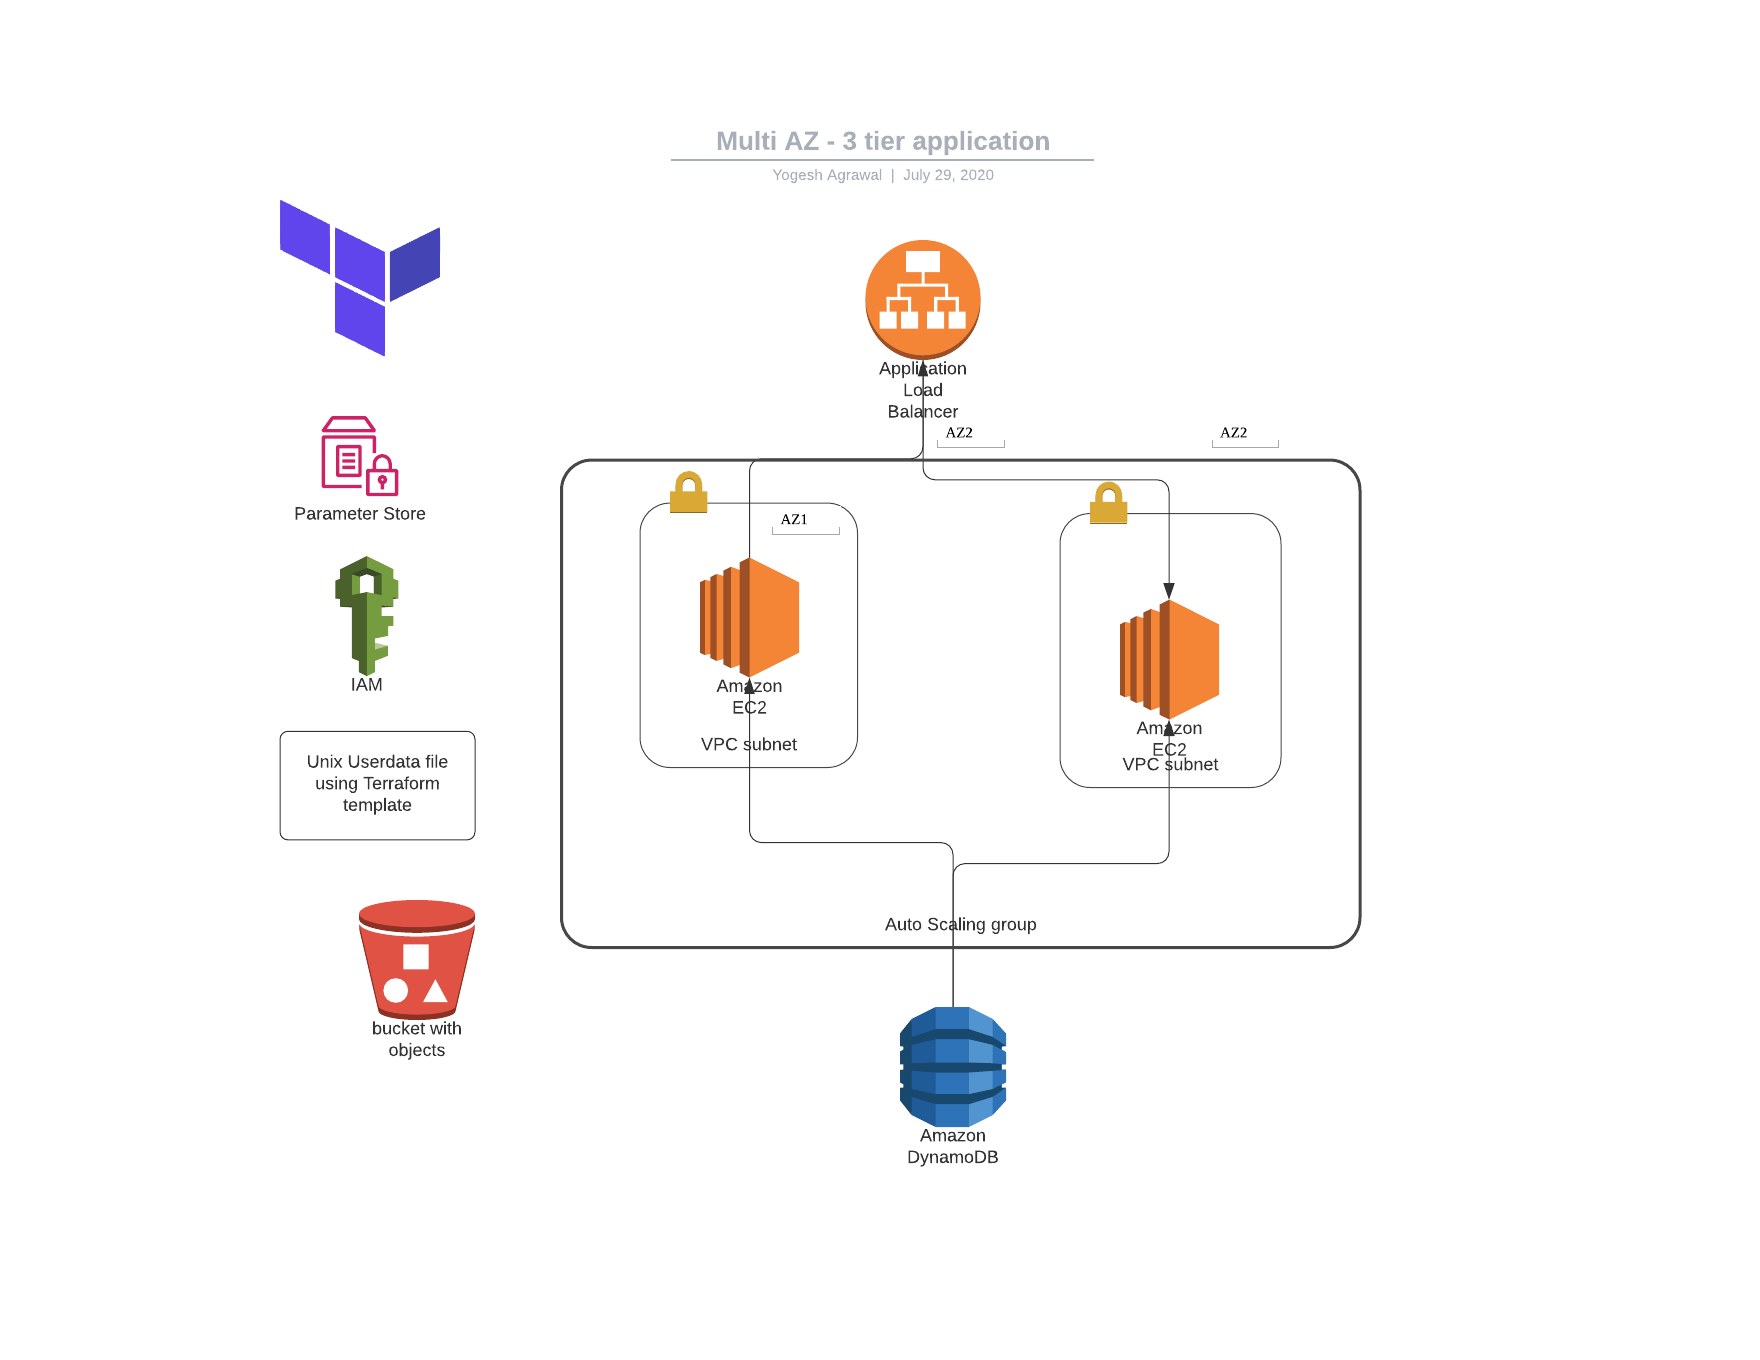 Multi AZ - 3 tier application
Yogesh Agrawal | July 29, 2020
Application
Load
Balancer
AZ2
AZ2
AZ1
Parameter Store
Amazon
EC2
VPC subnet
Amazon
EC2
VPC subnet
IAM
Unix Userdata file
using Terraform
template
Auto Scaling group
bucket with
objects
Amazon
DynamoDB